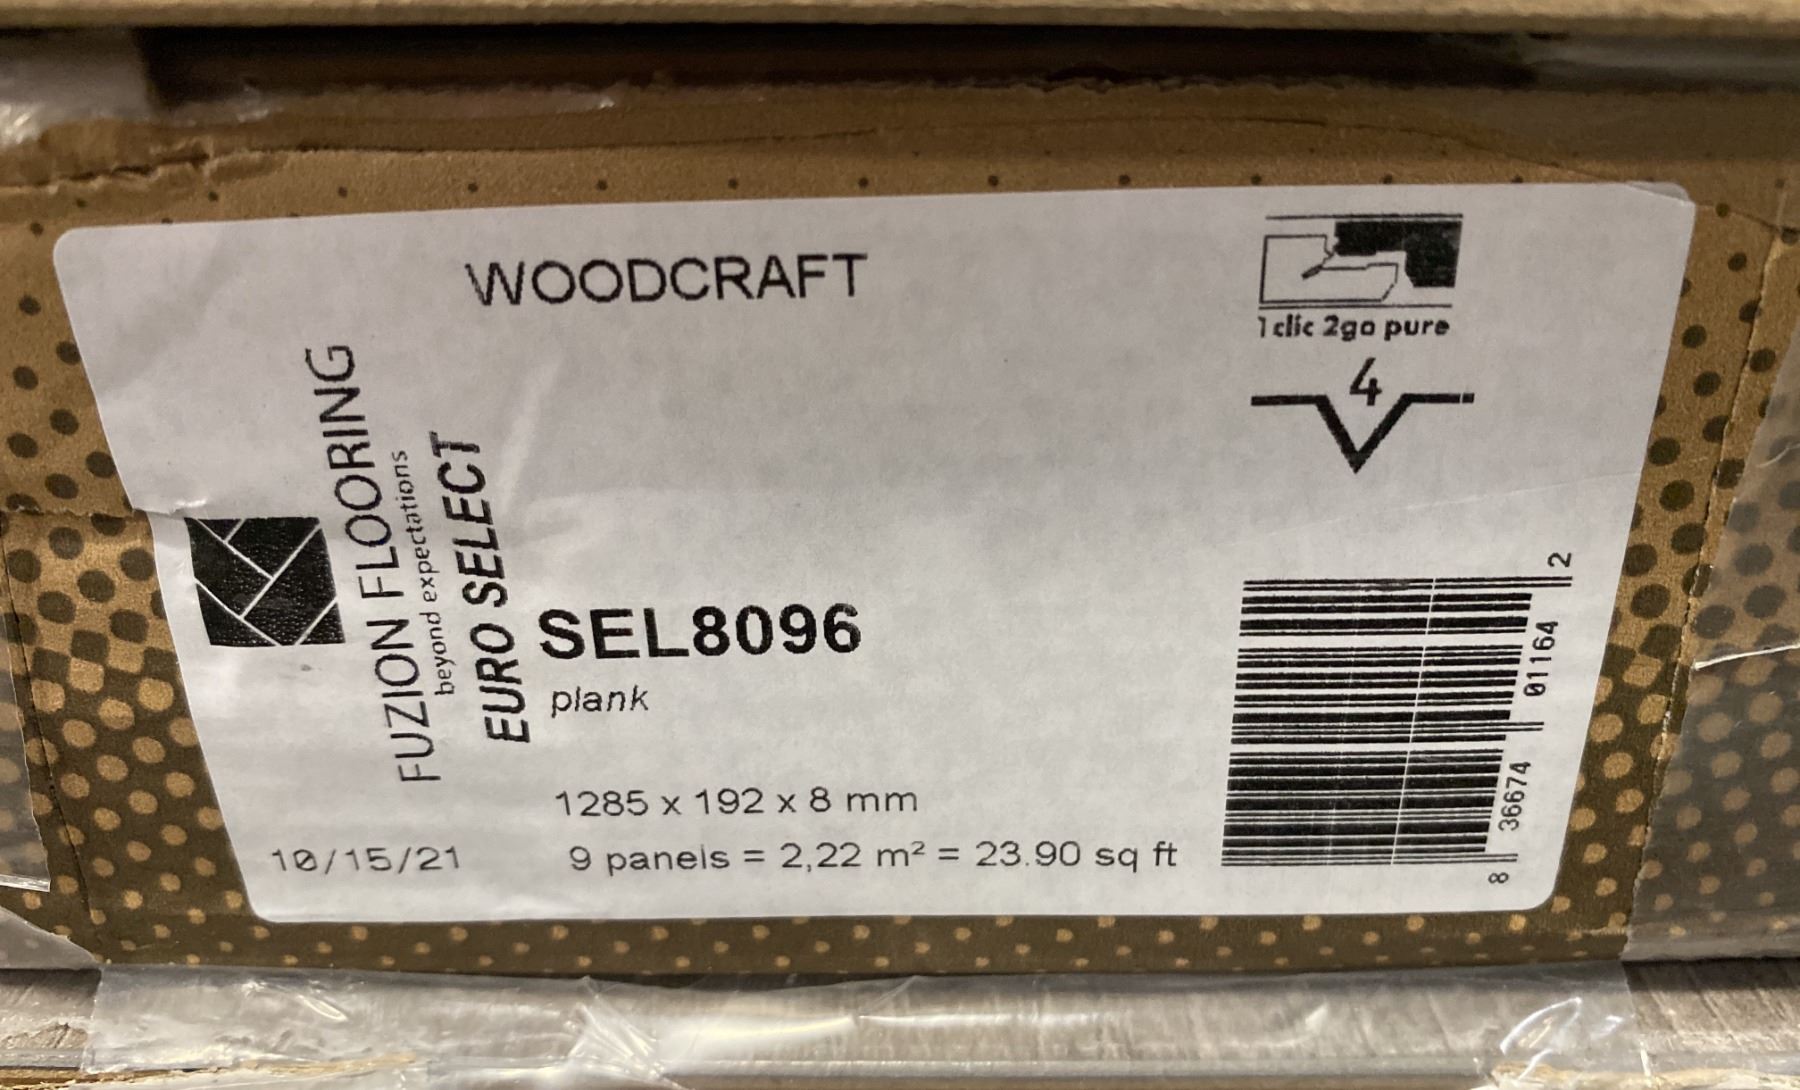 WOODCRAFT
1 clic 2go pure
4
FUZION FLOORING
beyond expectations
EURO SELECT
SEL8096
plank
1285 x 192 x 8 mm
10/15/21
9 panels = 2,22 m² = 23.90 sq ft
8 36674 01164 2